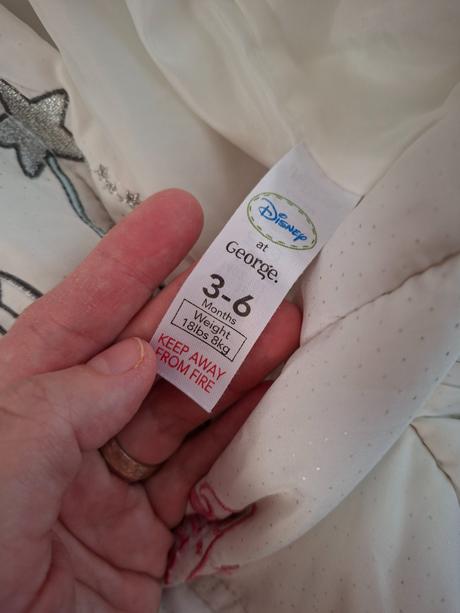 Disney
at
George.
3-6
Months
Weight
18lbs 8kg
KEEP AWAY
FROM FIRE